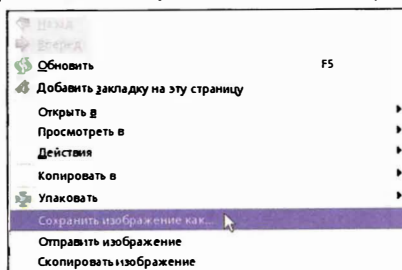 Назад
Вперед
Обновить F5
Добавить закладку на эту страницу
Открыть в
Просмотреть в
Действия
Копировать в
Упаковать
Сохранить изображение как...
Отправить изображение
Скопировать изображение